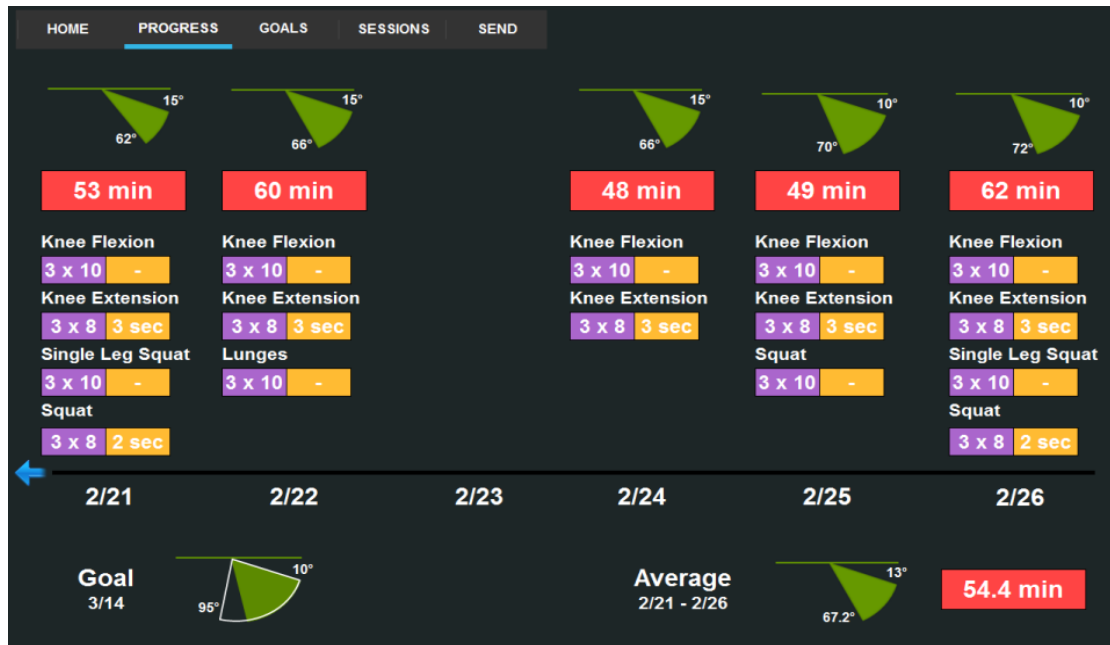 HOME PROGRESS GOALS SESSIONS SEND
15° 15° 15° 10° 10°
62° 66° 66° 70° 72°
53 min 60 min 48 min 49 min 62 min
Knee Flexion Knee Flexion Knee Flexion Knee Flexion Knee Flexion
3 x 10 - 3 x 10 - 3 x 10 - 3 x 10 - 3 x 10 -
Knee Extension Knee Extension Knee Extension Knee Extension Knee Extension
3 x 8 3 sec 3 x 8 3 sec 3 x 8 3 sec 3 x 8 3 sec 3 x 8 3 sec
Single Leg Squat Lunges Squat Single Leg Squat
3 x 10 - 3 x 10 - 3 x 10 - 3 x 10 -
Squat Squat
3 x 8 2 sec 3 x 8 2 sec
2/21 2/22 2/23 2/24 2/25 2/26
Goal 10° Average 13° 54.4 min
3/14 95° 2/21 - 2/26 67.2°